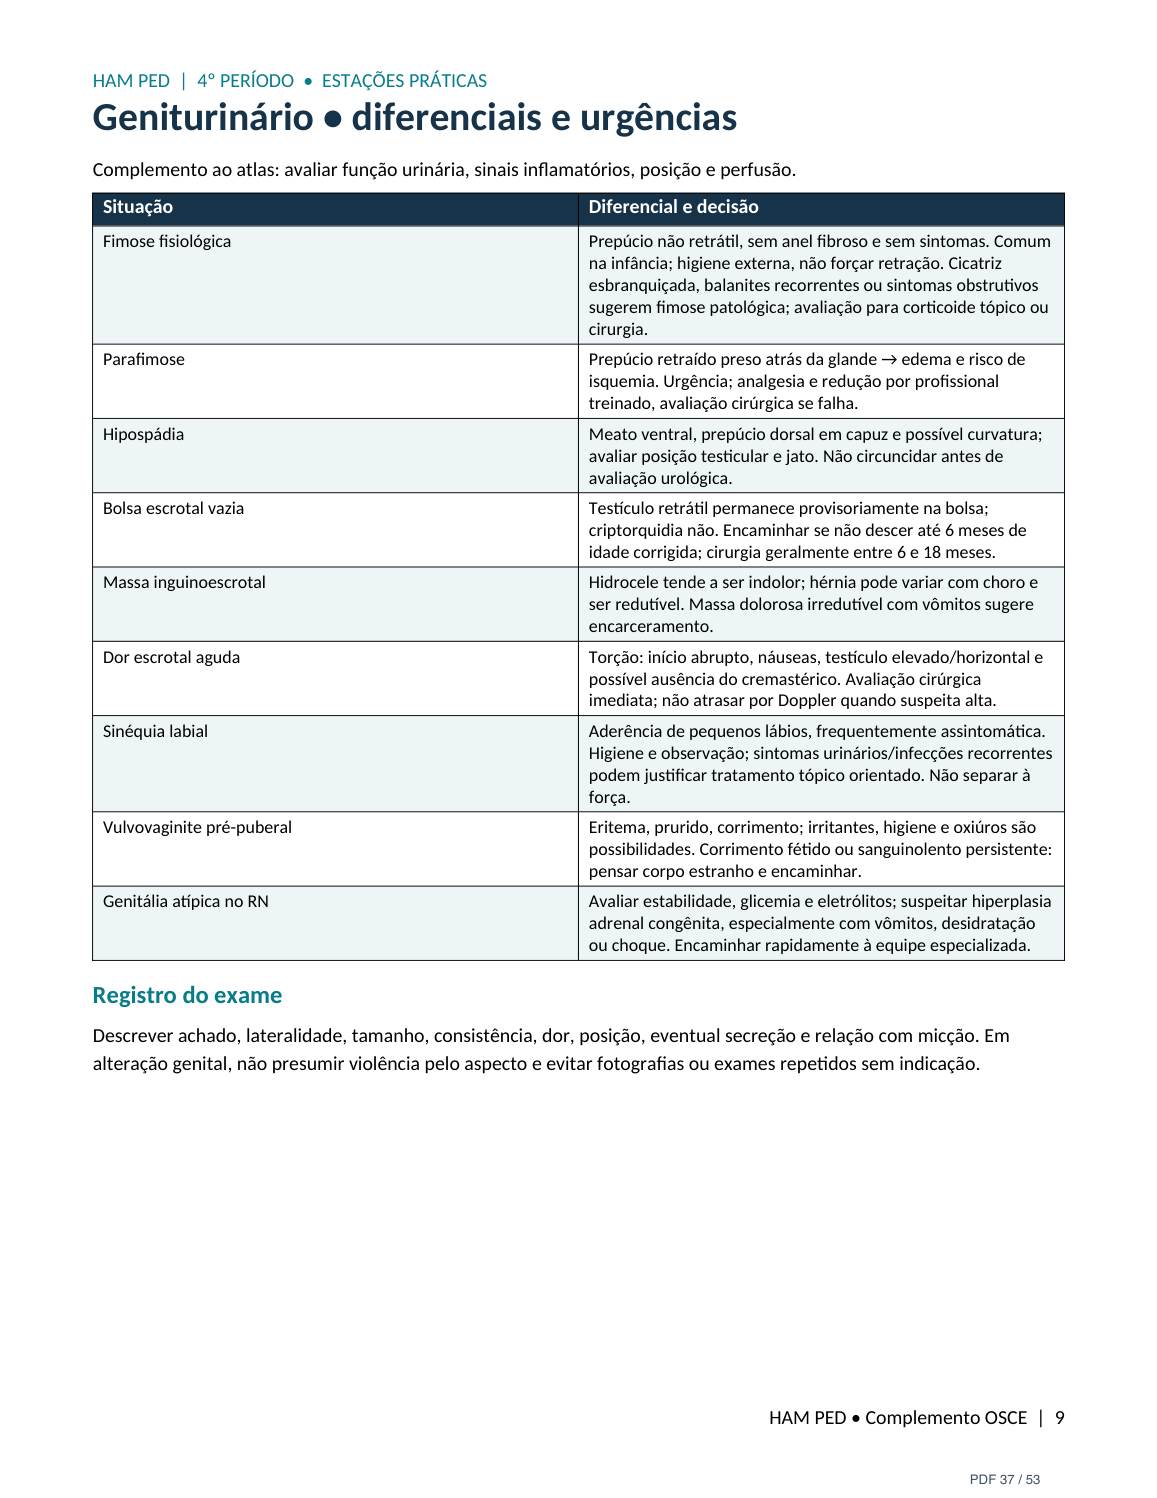 HAM PED | 4º PERÍODO • ESTAÇÕES PRÁTICAS
Geniturinário • diferenciais e urgências
Complemento ao atlas: avaliar função urinária, sinais inflamatórios, posição e perfusão.
Situação
Diferencial e decisão
Fimose fisiológica
Prepúcio não retrátil, sem anel fibroso e sem sintomas. Comum
na infância; higiene externa, não forçar retração. Cicatriz
esbranquiçada, balanites recorrentes ou sintomas obstrutivos
sugerem fimose patológica; avaliação para corticoide tópico ou
cirurgia.
Parafimose
Prepúcio retraído preso atrás da glande → edema e risco de
isquemia. Urgência; analgesia e redução por profissional
treinado, avaliação cirúrgica se falha.
Hipospádia
Meato ventral, prepúcio dorsal em capuz e possível curvatura;
avaliar posição testicular e jato. Não circuncidar antes de
avaliação urológica.
Bolsa escrotal vazia
Testículo retrátil permanece provisoriamente na bolsa;
criptorquidia não. Encaminhar se não descer até 6 meses de
idade corrigida; cirurgia geralmente entre 6 e 18 meses.
Massa inguinoescrotal
Hidrocele tende a ser indolor; hérnia pode variar com choro e
ser redutível. Massa dolorosa irredutível com vômitos sugere
encarceramento.
Dor escrotal aguda
Torção: início abrupto, náuseas, testículo elevado/horizontal e
possível ausência do cremastérico. Avaliação cirúrgica
imediata; não atrasar por Doppler quando suspeita alta.
Sinéquia labial
Aderência de pequenos lábios, frequentemente assintomática.
Higiene e observação; sintomas urinários/infecções recorrentes
podem justificar tratamento tópico orientado. Não separar à
força.
Vulvovaginite pré-puberal
Eritema, prurido, corrimento; irritantes, higiene e oxiúros são
possibilidades. Corrimento fétido ou sanguinolento persistente:
pensar corpo estranho e encaminhar.
Genitália atípica no RN
Avaliar estabilidade, glicemia e eletrólitos; suspeitar hiperplasia
adrenal congênita, especialmente com vômitos, desidratação
ou choque. Encaminhar rapidamente à equipe especializada.
Registro do exame
Descrever achado, lateralidade, tamanho, consistência, dor, posição, eventual secreção e relação com micção. Em
alteração genital, não presumir violência pelo aspecto e evitar fotografias ou exames repetidos sem indicação.
HAM PED • Complemento OSCE | 9
PDF 37 / 53